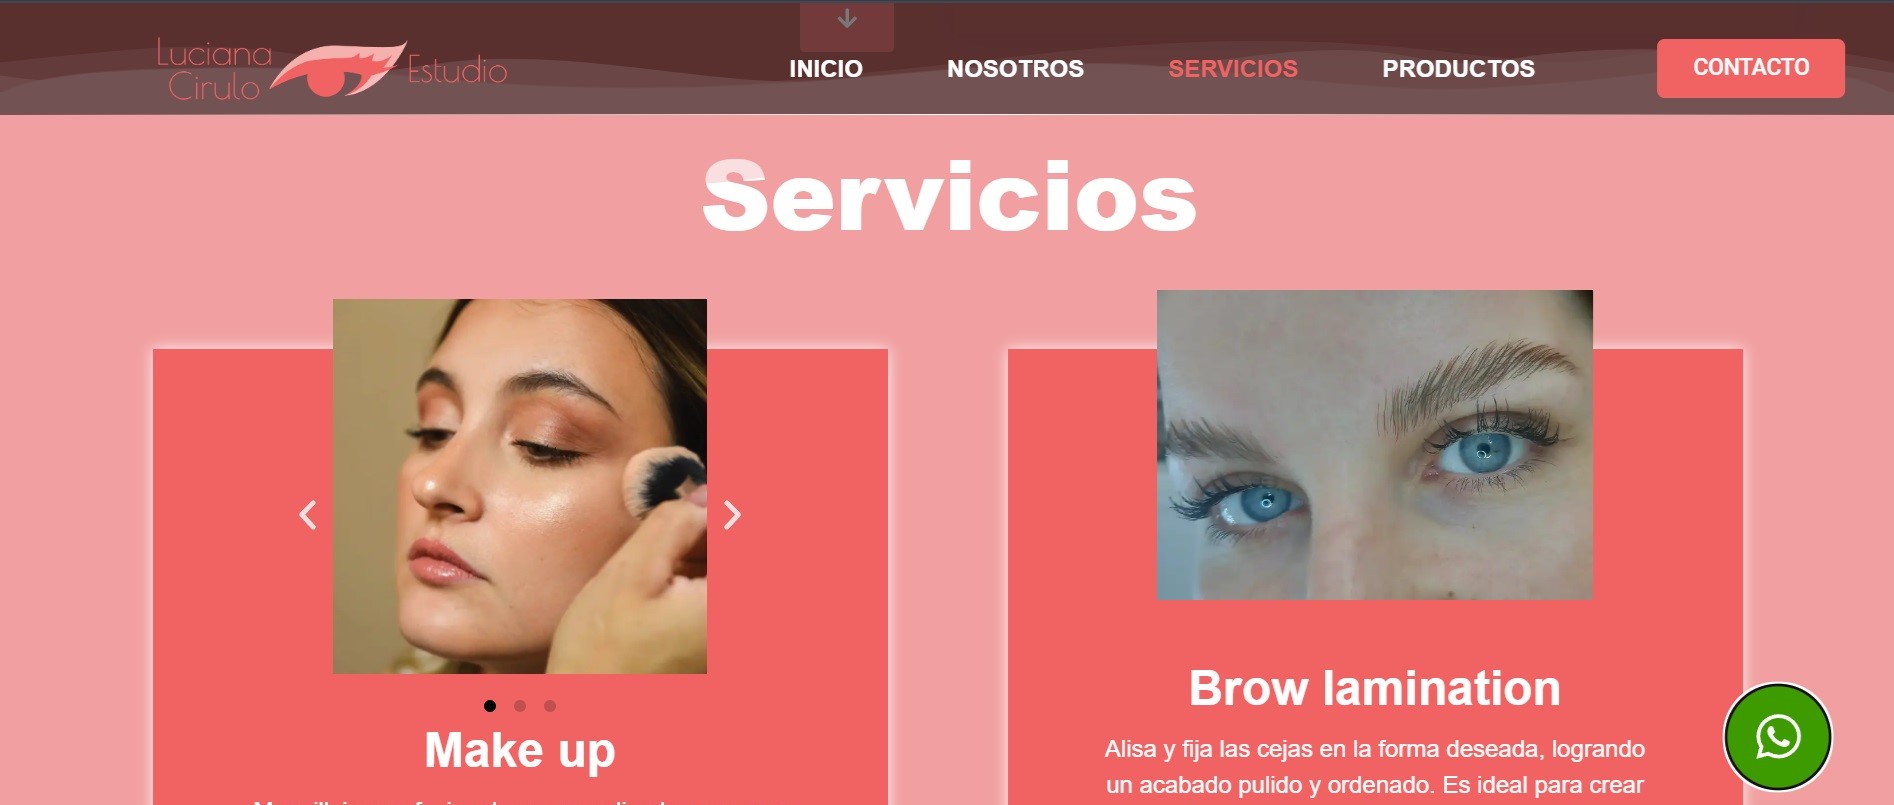 Luciana
Cirulo
Estudio
INICIO
NOSOTROS
SERVICIOS
PRODUCTOS
CONTACTO
Servicios
Make up
Brow lamination
Alisa y fija las cejas en la forma deseada, logrando
un acabado pulido y ordenado. Es ideal para crear